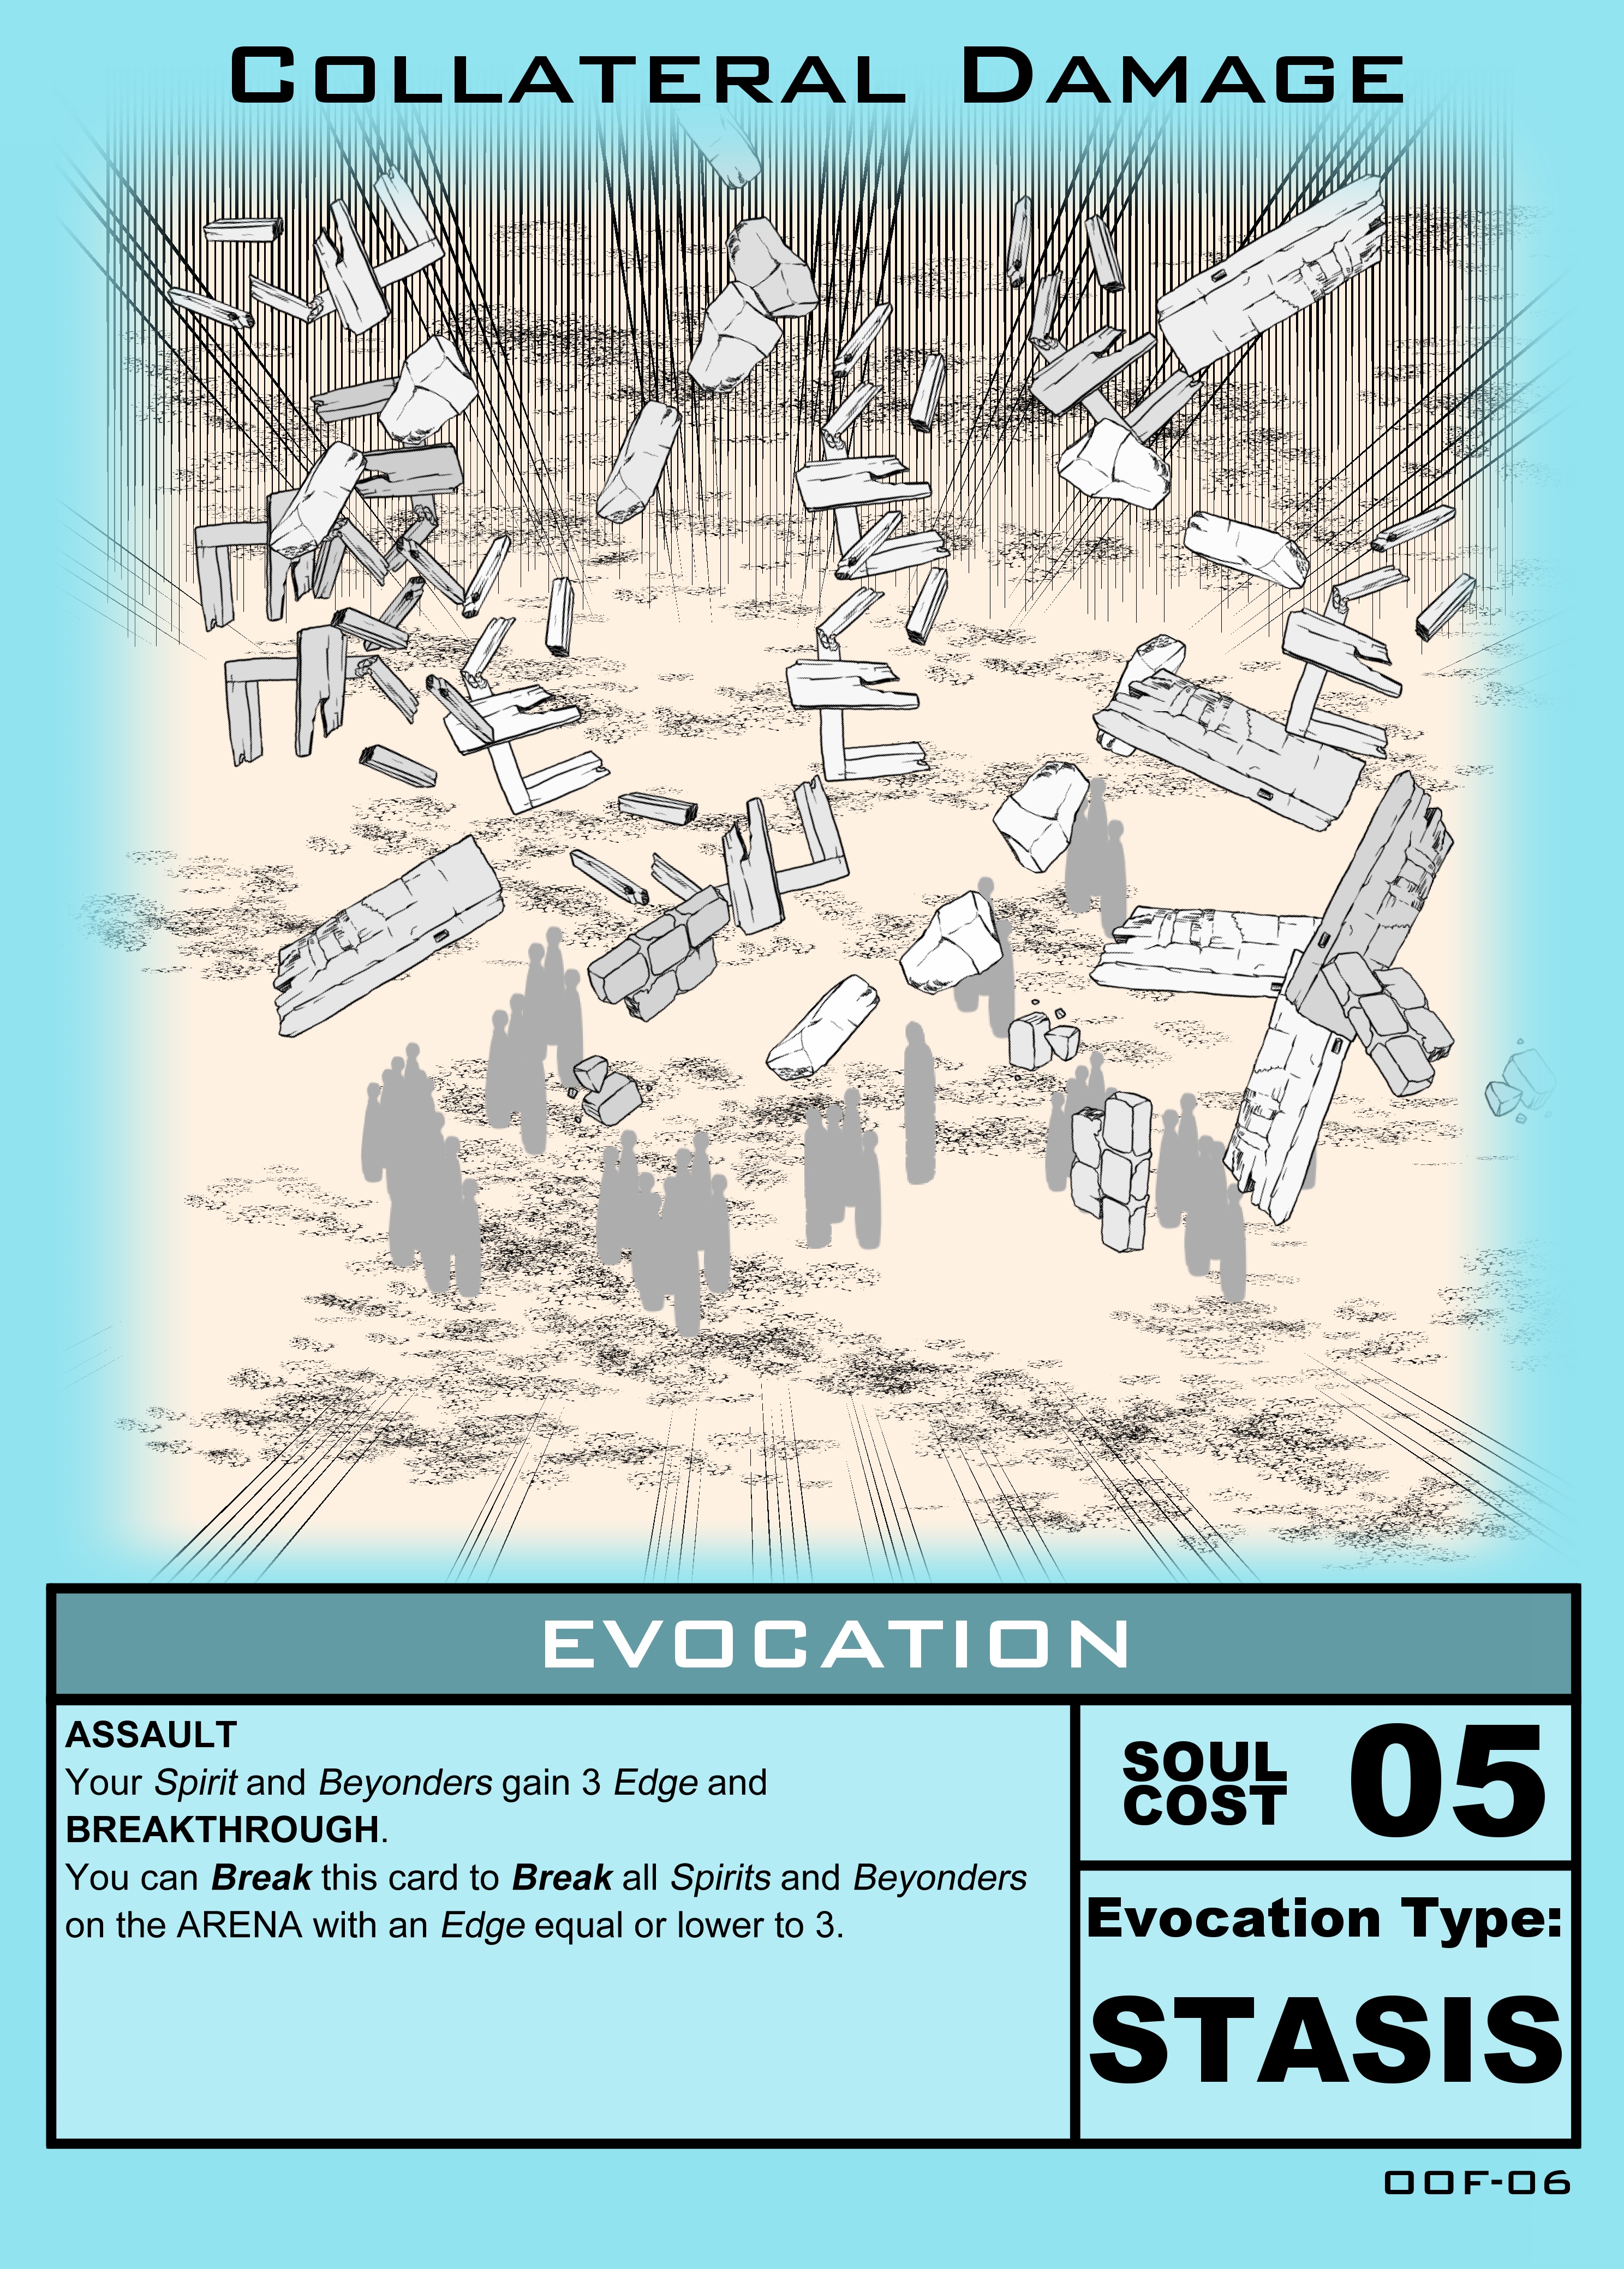 Collateral Damage
EVOCATION
ASSAULT
Your Spirit and Beyonders gain 3 Edge and
BREAKTHROUGH.
You can Break this card to Break all Spirits and Beyonders
on the ARENA with an Edge equal or lower to 3.
SOUL
COST
05
Evocation Type:
STASIS
OOF-06